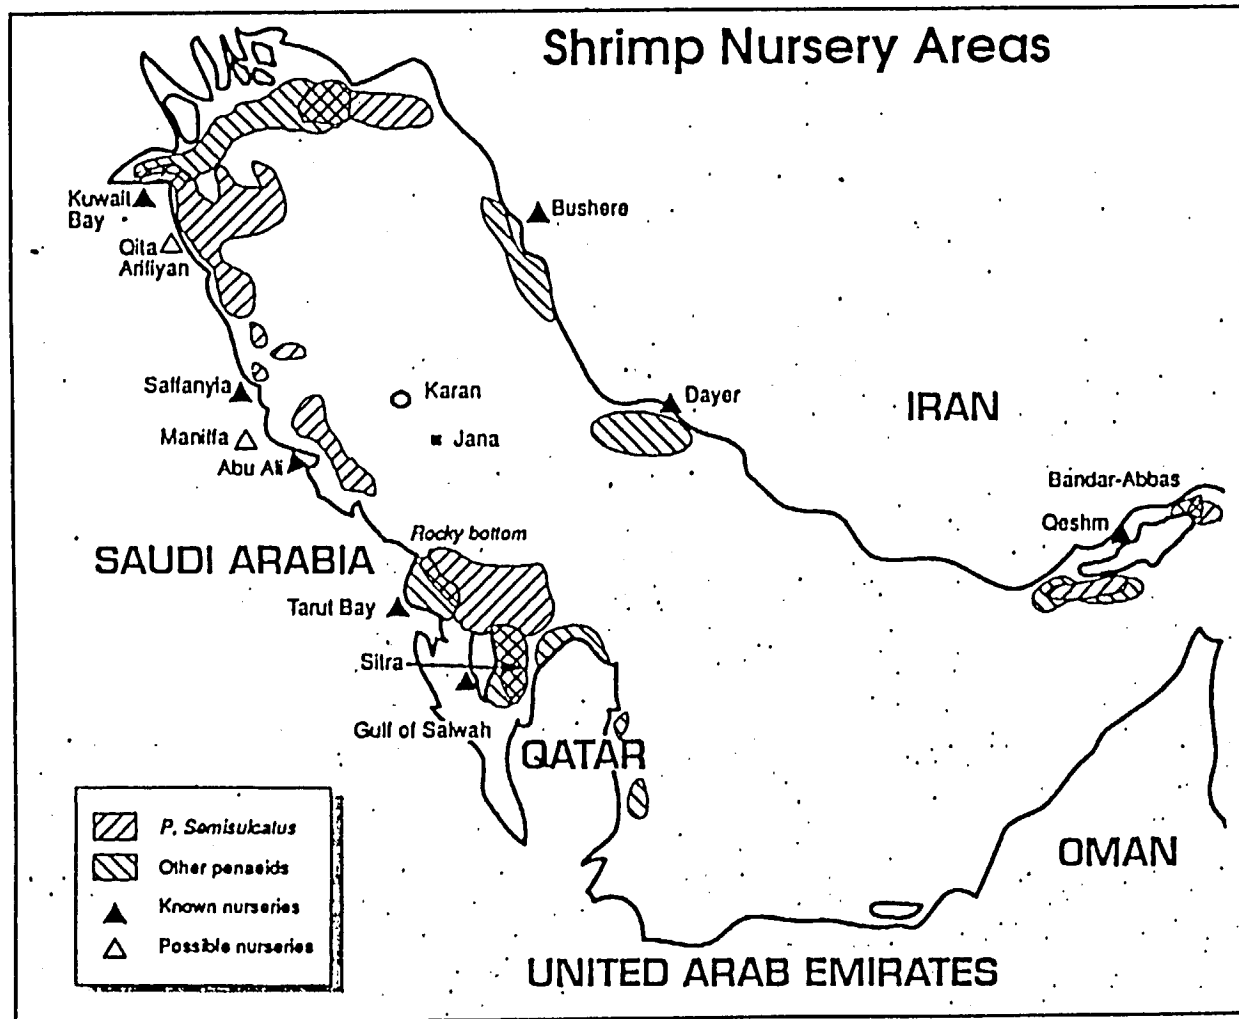 Shrimp Nursery Areas
Kuwait
Bay
Qita
Arifiyan
Bushere
Saffanyia
Karan
Dayer
IRAN
Maniffa
Jana
Abu Ali
Bandar-Abbas
Qeshm
Rocky bottom
SAUDI ARABIA
Tarut Bay
Sitra
Gulf of Salwah
QATAR
P. Semisulcatus
Other penaeids
OMAN
Known nurseries
Possible nurseries
UNITED ARAB EMIRATES